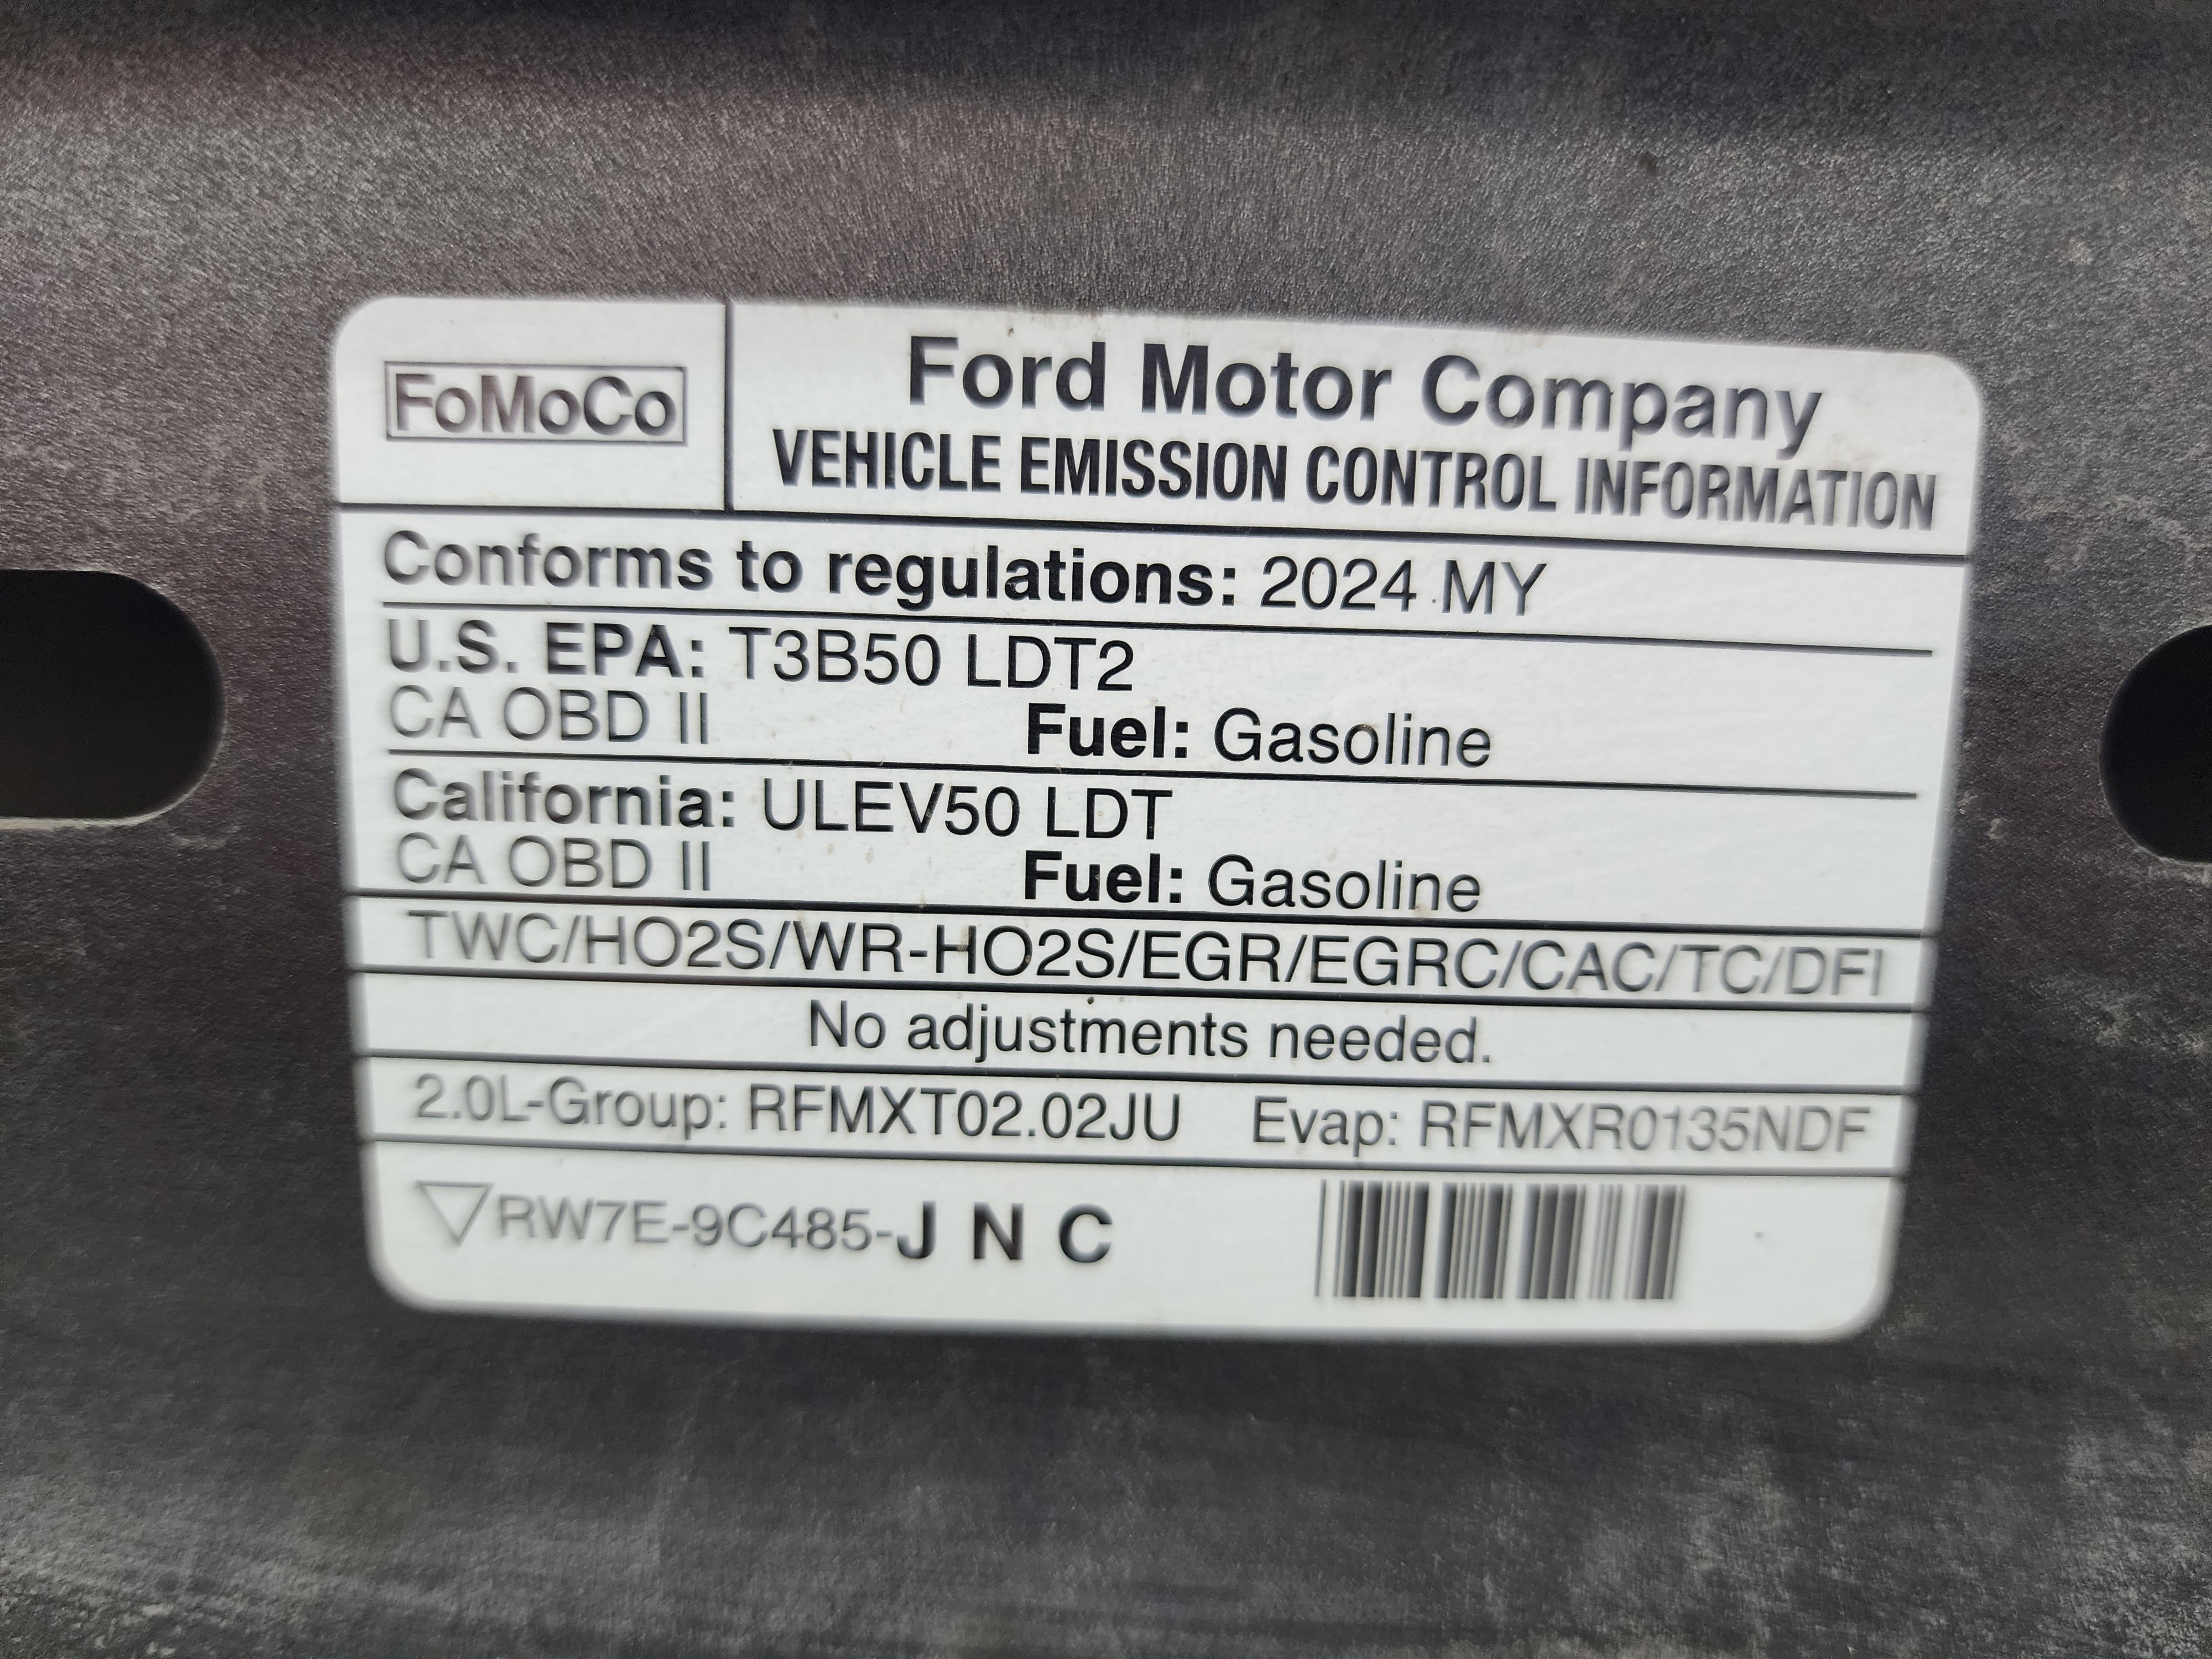 FoMoCo
Ford Motor Company
VEHICLE EMISSION CONTROL INFORMATION
Conforms to regulations: 2024 MY
U.S. EPA: T3B50 LDT2
CA OBD II Fuel: Gasoline
California: ULEV50 LDT
CA OBD II Fuel: Gasoline
TWC/HO2S/WR-HO2S/EGR/EGRC/CAC/TC/DFI
No adjustments needed.
2.0L-Group: RFMXT02.02JU Evap: RFMXR0135NDF
RW7E-9C485-J N C